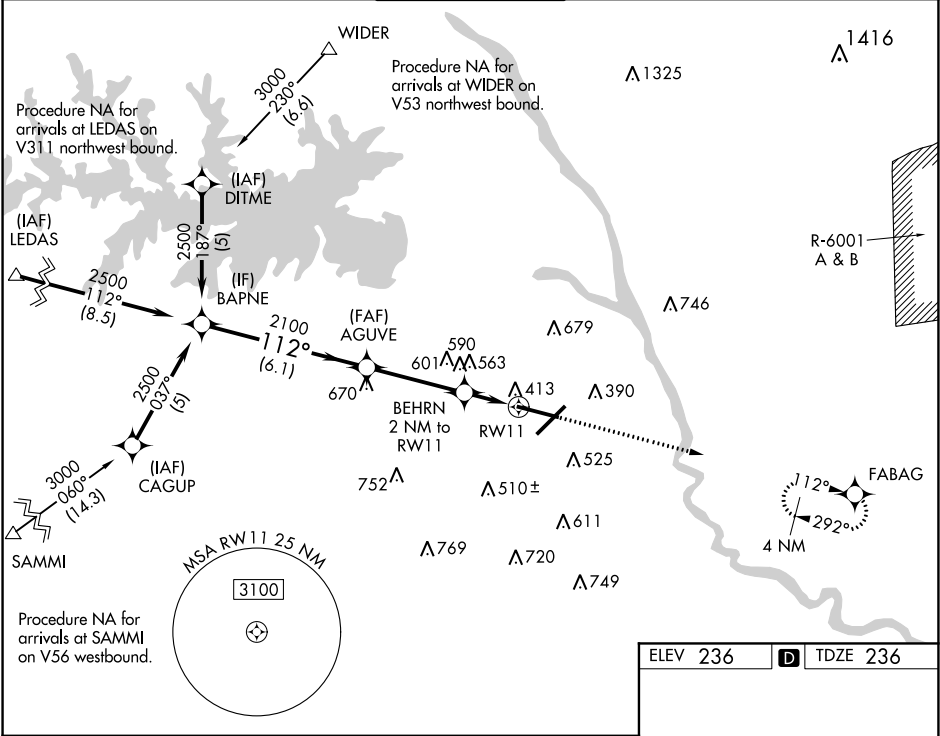 WIDER
3000
230°
(6.6)
Procedure NA for
arrivals at WIDER on
V53 northwest bound.
1325
1416
Procedure NA for
arrivals at LEDAS on
V311 northwest bound.
(IAF)
DITME
2500
187°
(5)
(IAF)
LEDAS
2500
112°
(8.5)
(IF)
BAPNE
R-6001
A & B
2100
112°
(6.1)
(FAF)
AGUVE
746
679
590
601
563
670
413
390
BEHRN
2 NM to
RW11
RW11
2500
037°
(5)
(IAF)
CAGUP
3000
060°
(14.3)
SAMMI
525
752
510±
112°
FABAG
292°
4 NM
611
769
720
749
MSA RW11 25 NM
3100
Procedure NA for
arrivals at SAMMI
on V56 westbound.
ELEV 236
D
TDZE 236